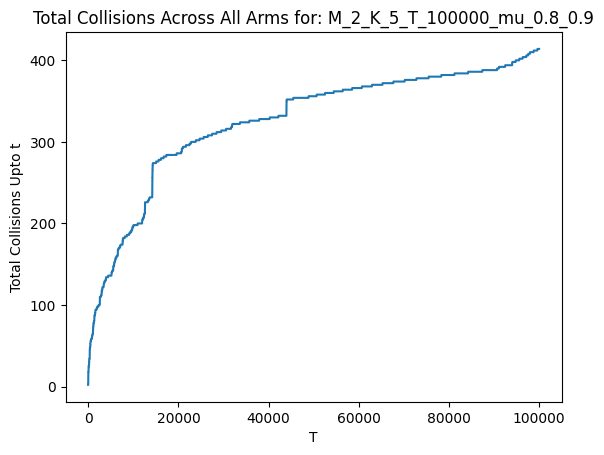 Total Collisions Across All Arms for: M_2_K_5_T_100000_mu_0.8_0.9
400
300
200
100
0
Total Collisions Upto t
0 20000 40000 60000 80000 100000
T